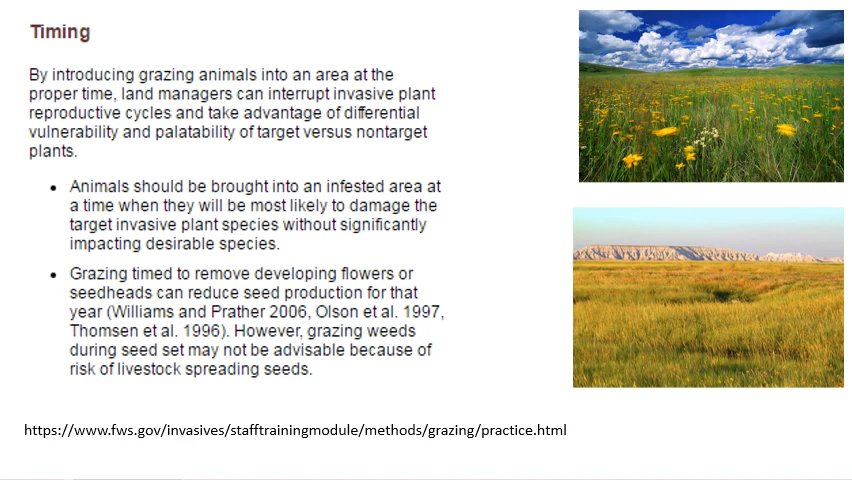 Timing
By introducing grazing animals into an area at the
proper time, land managers can interrupt invasive plant
reproductive cycles and take advantage of differential
vulnerability and palatability of target versus nontarget
plants.
• Animals should be brought into an infested area at
a time when they will be most likely to damage the
target invasive plant species without significantly
impacting desirable species.
• Grazing timed to remove developing flowers or
seedheads can reduce seed production for that
year (Williams and Prather 2006, Olson et al. 1997,
Thomsen et al. 1996). However, grazing weeds
during seed set may not be advisable because of
risk of livestock spreading seeds.
https://www.fws.gov/invasives/stafftrainingmodule/methods/grazing/practice.html